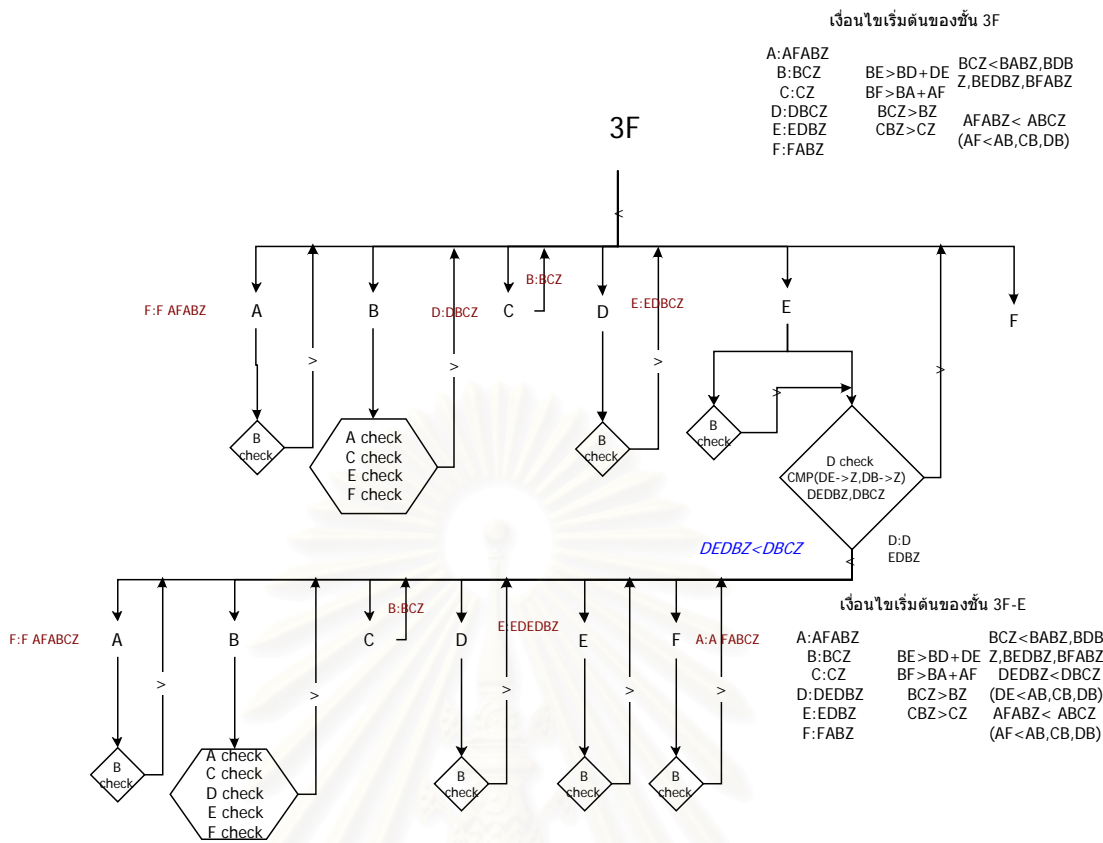 เงื่อนไขเริ่มต้นของชั้น 3F
A:AFABZ
B:BCZ
C:CZ
D:DBCZ
E:EDBZ
F:FABZ
BE>BD+DE
BF>BA+AF
BCZ>BZ
CBZ>CZ
BCZ<BABZ,BDB
Z,BEDBZ,BFABZ
AFABZ< ABCZ
(AF<AB,CB,DB)
3F
<
F:F AFABZ
A
>
B
D:DBCZ
>
C
B:BCZ
>
D
E:EDBCZ
>
E
>
F
B
check
A check
C check
E check
F check
B
check
B
check
>
D check
CMP(DE->Z,DB->Z)
DEDBZ,DBCZ
DEDBZ<DBCZ
<
D:D
EDBZ
F:F AFABCZ
A
>
B
>
C
B:BCZ
>
D
E:EDEDBZ
>
E
>
F
A:A FABCZ
>
B
check
A check
C check
D check
E check
F check
B
check
B
check
B
check
เงื่อนไขเริ่มต้นของชั้น 3F-E
A:AFABZ
B:BCZ
C:CZ
D:DEDBZ
E:EDBZ
F:FABZ
BE>BD+DE
BF>BA+AF
BCZ>BZ
CBZ>CZ
BCZ<BABZ,BDB
Z,BEDBZ,BFABZ
DEDBZ<DBCZ
(DE<AB,CB,DB)
AFABZ< ABCZ
(AF<AB,CB,DB)